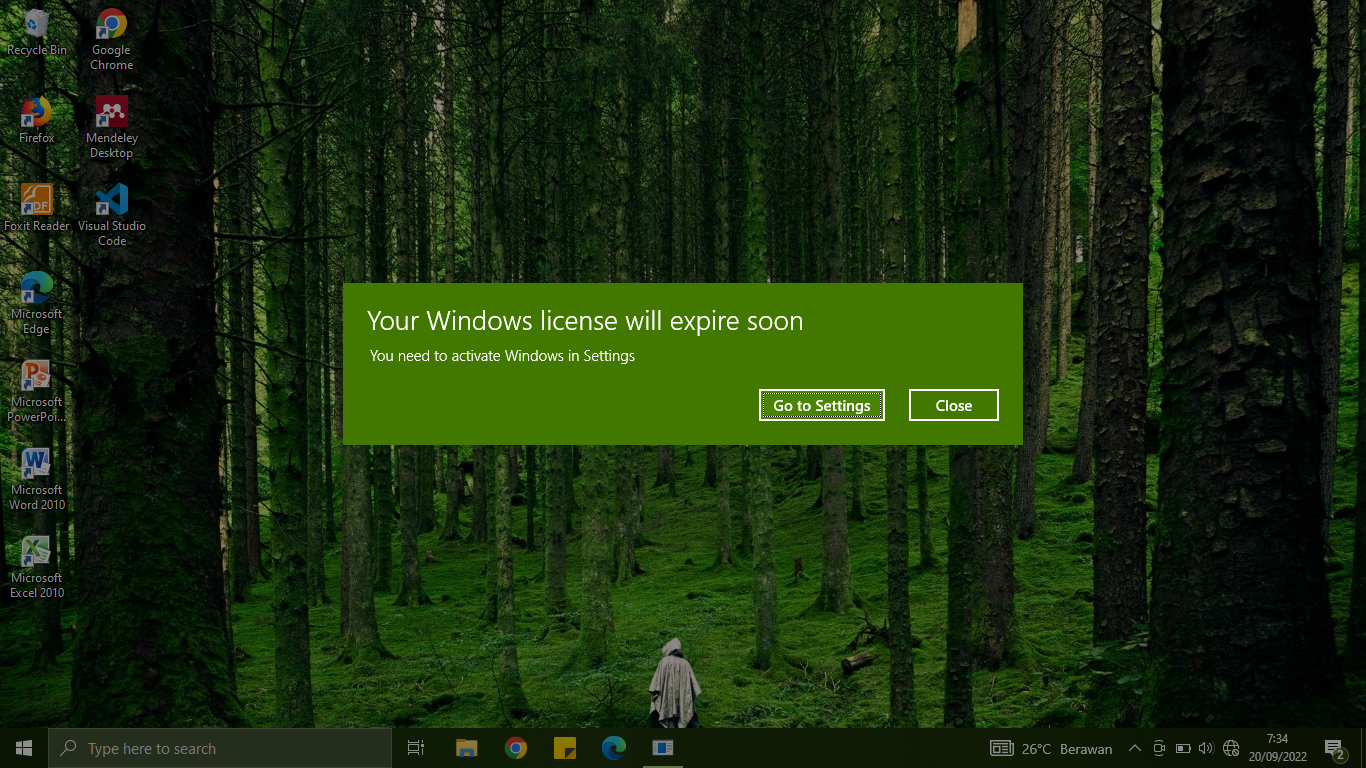 Recycle Bin
Google
Chrome
Firefox
Mendeley
Desktop
Foxit Reader
Visual Studio
Code
Microsoft
Edge
Microsoft
PowerPoi...
Microsoft
Word 2010
Microsoft
Excel 2010
Your Windows license will expire soon
You need to activate Windows in Settings
Go to Settings
Close
Type here to search
26°C Berawan
7:34
20/09/2022
2